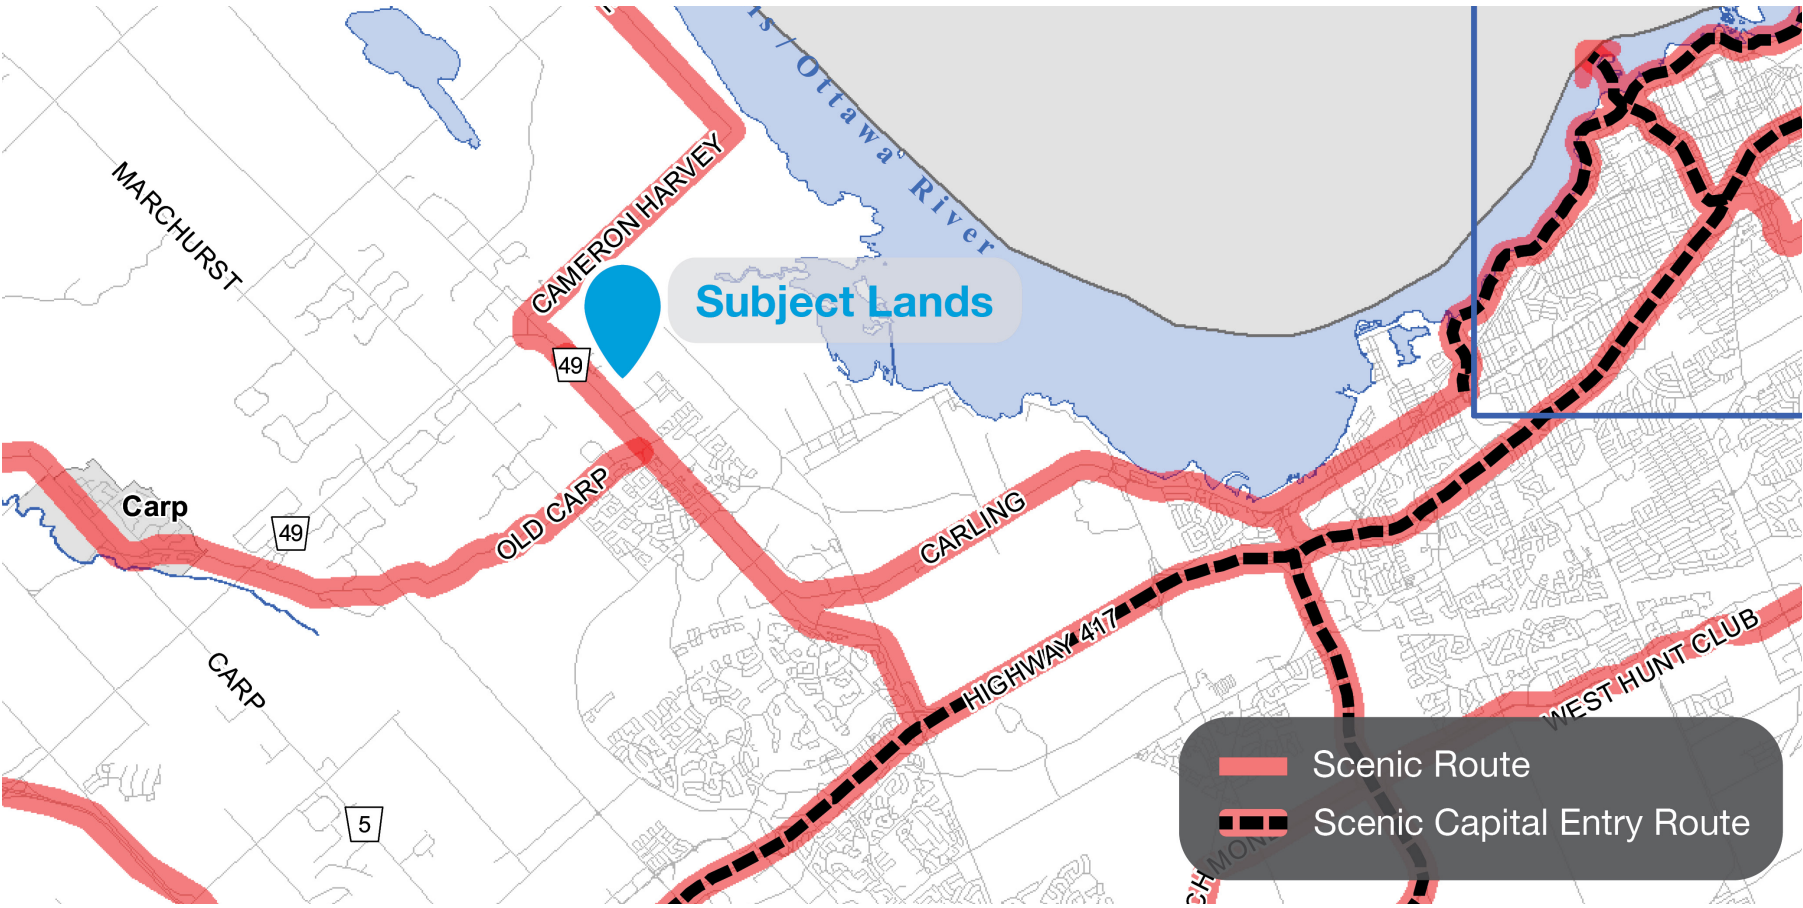 / Ottawa River
MARCHURST
CAMERON HARVEY
Subject Lands
49
Carp
49
OLD CARP
CARLING
HIGHWAY 417
WEST HUNT CLUB
CARP
5
Scenic Route
Scenic Capital Entry Route